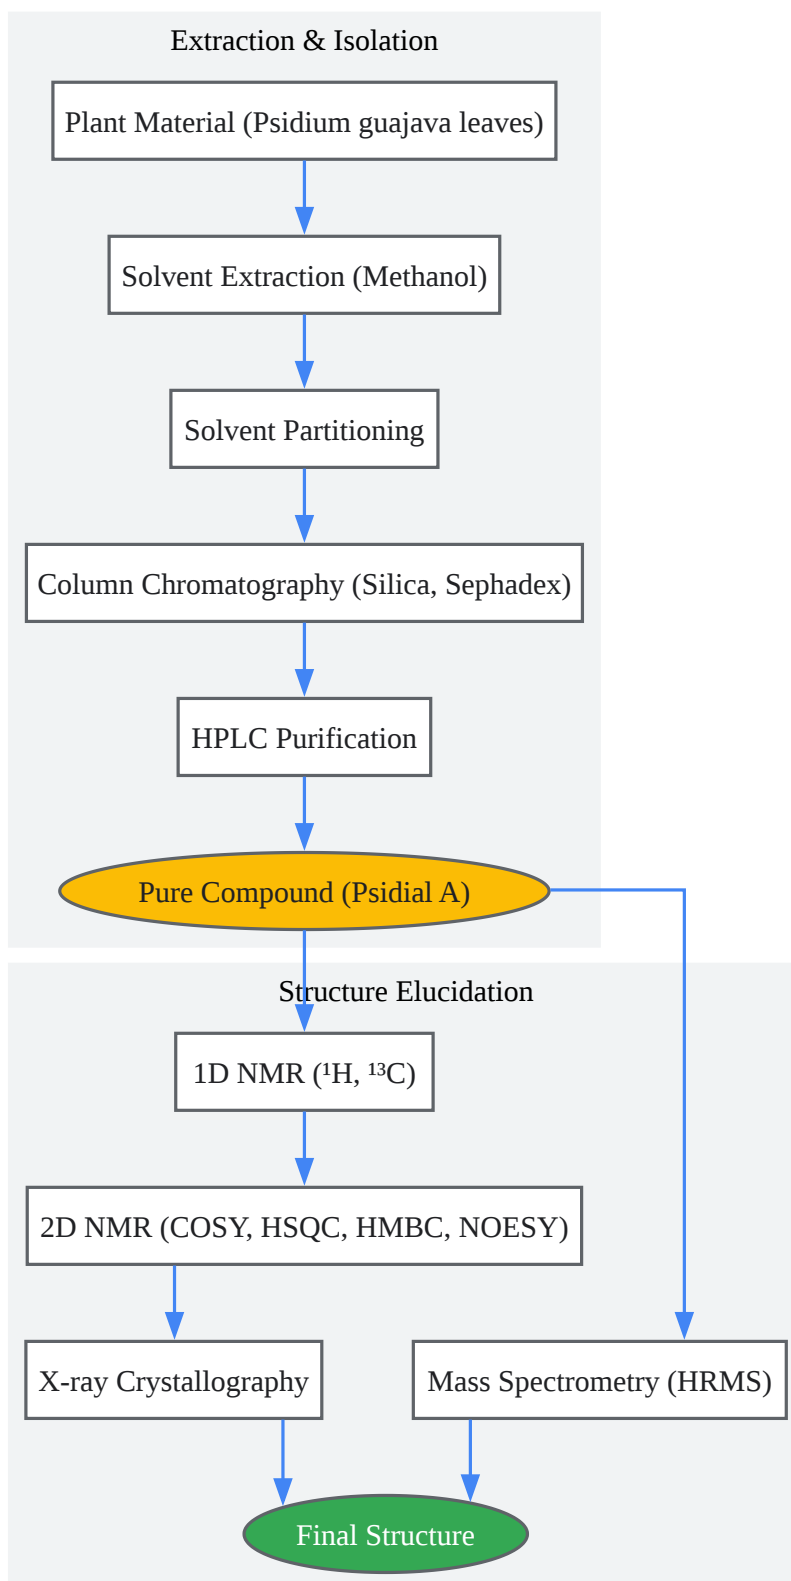 Extraction & Isolation
Plant Material (Psidium guajava leaves)
Solvent Extraction (Methanol)
Solvent Partitioning
Column Chromatography (Silica, Sephadex)
HPLC Purification
Pure Compound (Psidial A)
Structure Elucidation
1D NMR (¹H, ¹³C)
2D NMR (COSY, HSQC, HMBC, NOESY)
X-ray Crystallography
Mass Spectrometry (HRMS)
Final Structure